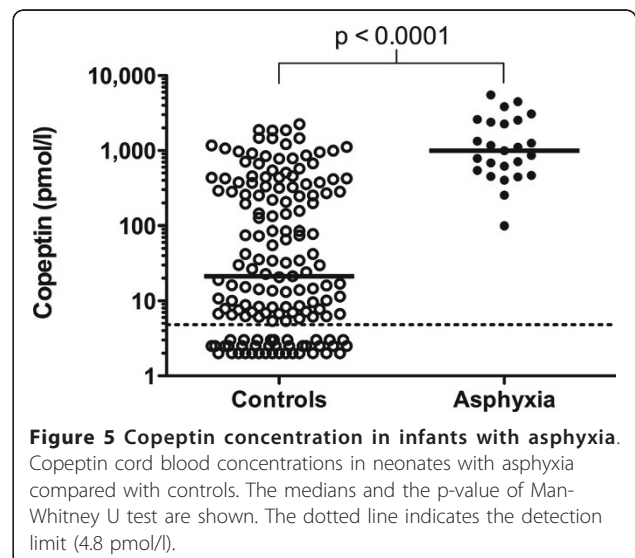 p < 0.0001
10,000
1,000
100
10
1
Copeptin (pmol/l)
Controls
Asphyxia
Figure 5 Copeptin concentration in infants with asphyxia.
Copeptin cord blood concentrations in neonates with asphyxia
compared with controls. The medians and the p-value of Man-
Whitney U test are shown. The dotted line indicates the detection
limit (4.8 pmol/l).